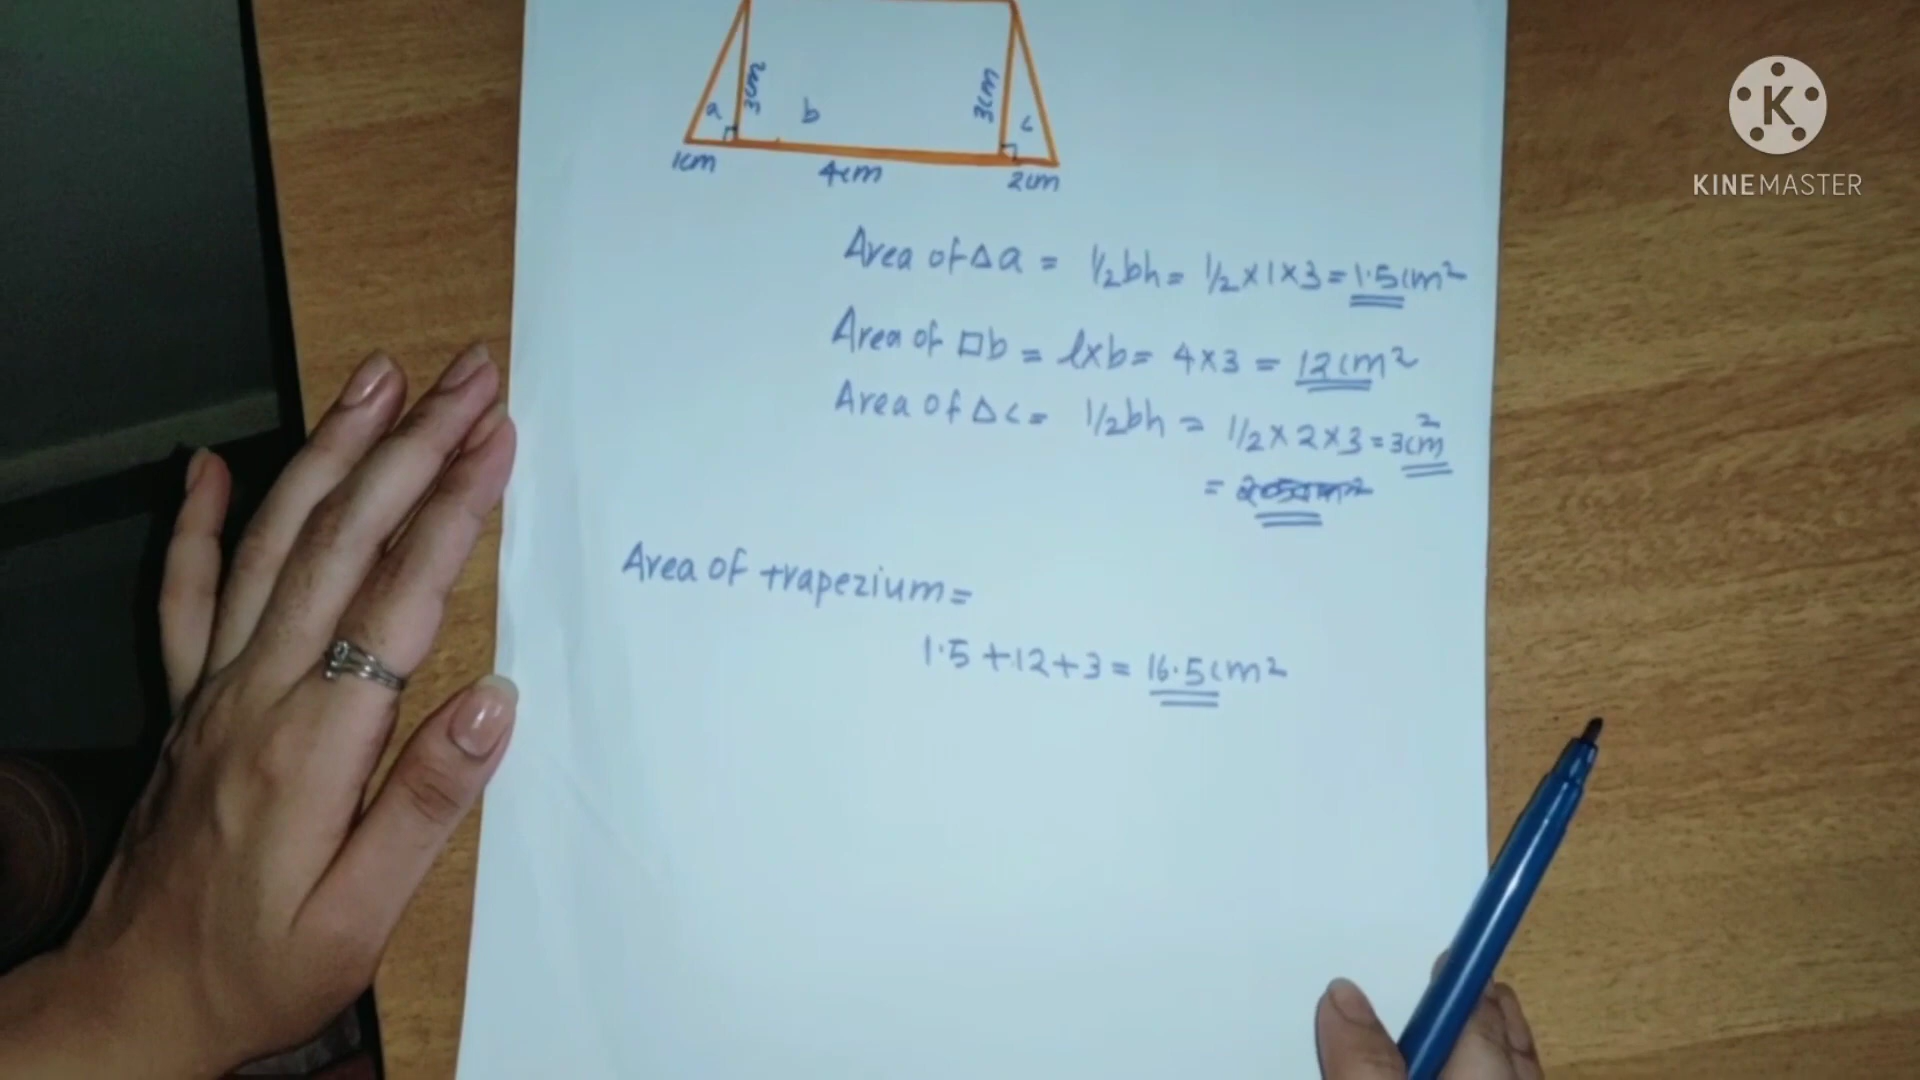 3cm
3cm
a
b
c
1cm
4cm
2cm
Area of Δa = 1/2bh = 1/2 × 1 × 3 = 1.5cm²
Area of □b = l×b = 4×3 = 12cm²
Area of Δc = 1/2bh = 1/2 × 2 × 3 = 3cm²
=
Area of trapezium =
1.5 + 12 + 3 = 16.5cm²
K
KINEMASTER